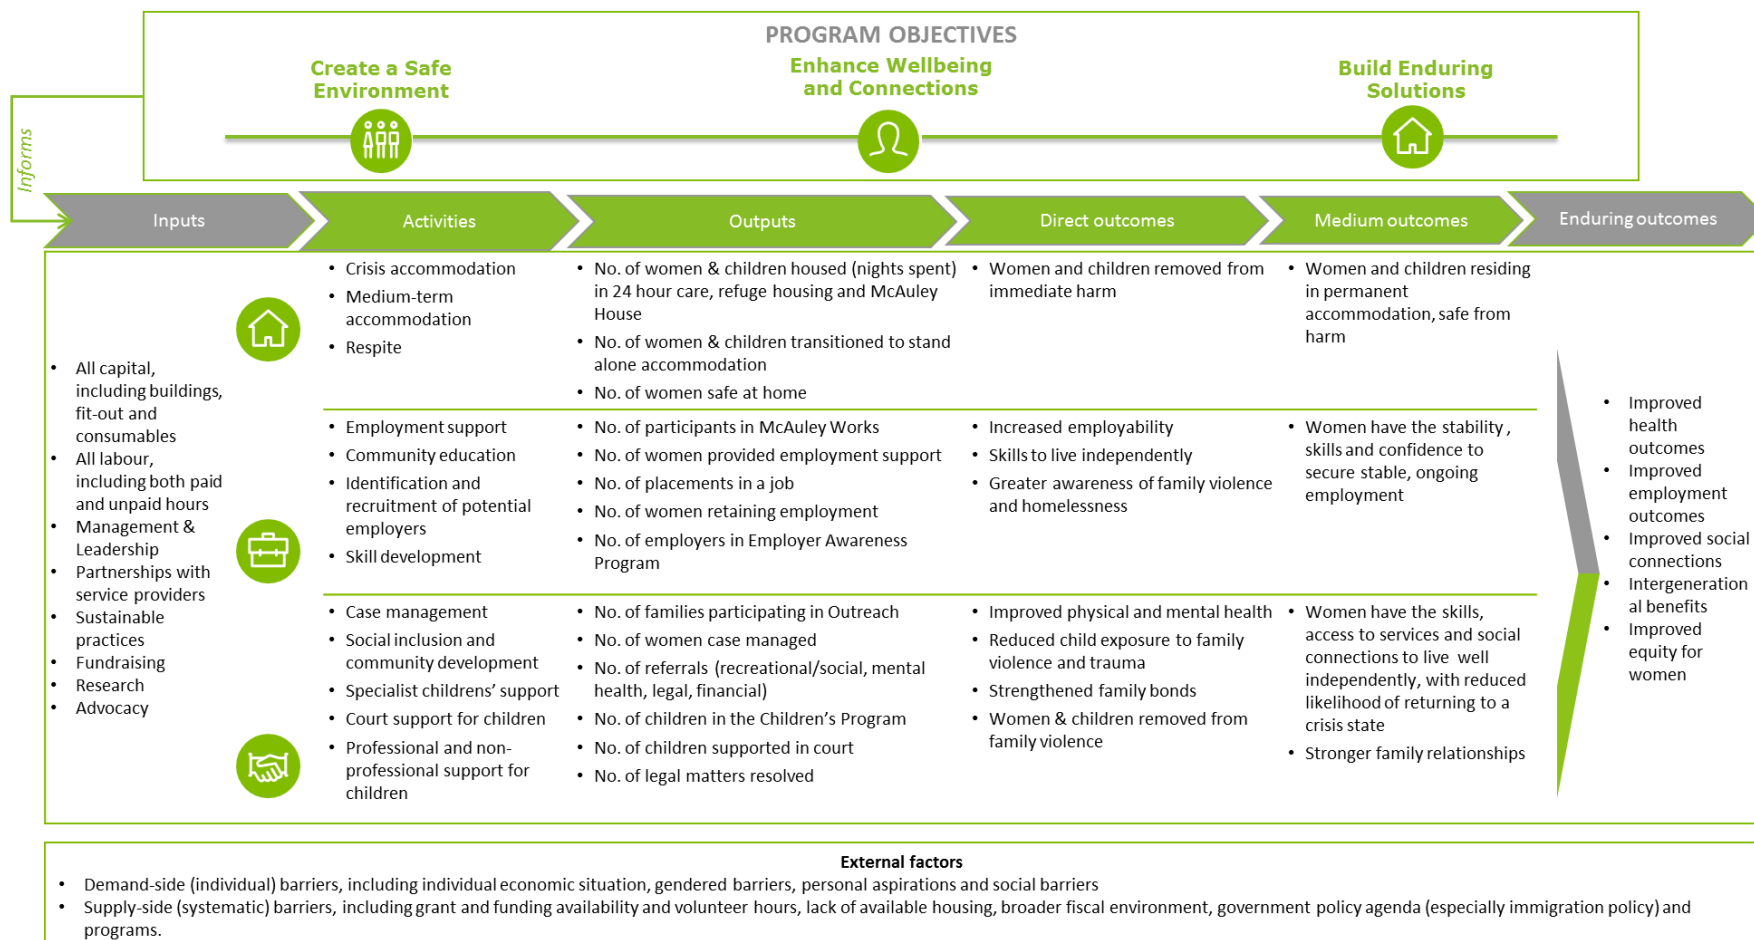 PROGRAM OBJECTIVES
Create a Safe
Environment
Enhance Wellbeing
and Connections
Build Enduring
Solutions
Informs
Inputs
Activities
Outputs
Direct outcomes
Medium outcomes
Enduring outcomes
• All capital,
including buildings,
fit-out and
consumables
• All labour,
including both paid
and unpaid hours
• Management &
Leadership
• Partnerships with
service providers
• Sustainable
practices
• Fundraising
• Research
• Advocacy
• Crisis accommodation
• Medium-term
accommodation
• Respite
• No. of women & children housed (nights spent)
in 24 hour care, refuge housing and McAuley
House
• No. of women & children transitioned to stand
alone accommodation
• No. of women safe at home
• Women and children removed from
immediate harm
• Women and children residing
in permanent
accommodation, safe from
harm
• Employment support
• Community education
• Identification and
recruitment of potential
employers
• Skill development
• No. of participants in McAuley Works
• No. of women provided employment support
• No. of placements in a job
• No. of women retaining employment
• No. of employers in Employer Awareness
Program
• Increased employability
• Skills to live independently
• Greater awareness of family violence
and homelessness
• Women have the stability ,
skills and confidence to
secure stable, ongoing
employment
• Case management
• Social inclusion and
community development
• Specialist childrens’ support
• Court support for children
• Professional and non-
professional support for
children
• No. of families participating in Outreach
• No. of women case managed
• No. of referrals (recreational/social, mental
health, legal, financial)
• No. of children in the Children’s Program
• No. of children supported in court
• No. of legal matters resolved
• Improved physical and mental health
• Reduced child exposure to family
violence and trauma
• Strengthened family bonds
• Women & children removed from
family violence
• Women have the skills,
access to services and social
connections to live well
independently, with reduced
likelihood of returning to a
crisis state
• Stronger family relationships
• Improved
health
outcomes
• Improved
employment
outcomes
• Improved social
connections
• Intergeneration
al benefits
• Improved
equity for
women
External factors
• Demand-side (individual) barriers, including individual economic situation, gendered barriers, personal aspirations and social barriers
• Supply-side (systematic) barriers, including grant and funding availability and volunteer hours, lack of available housing, broader fiscal environment, government policy agenda (especially immigration policy) and
programs.